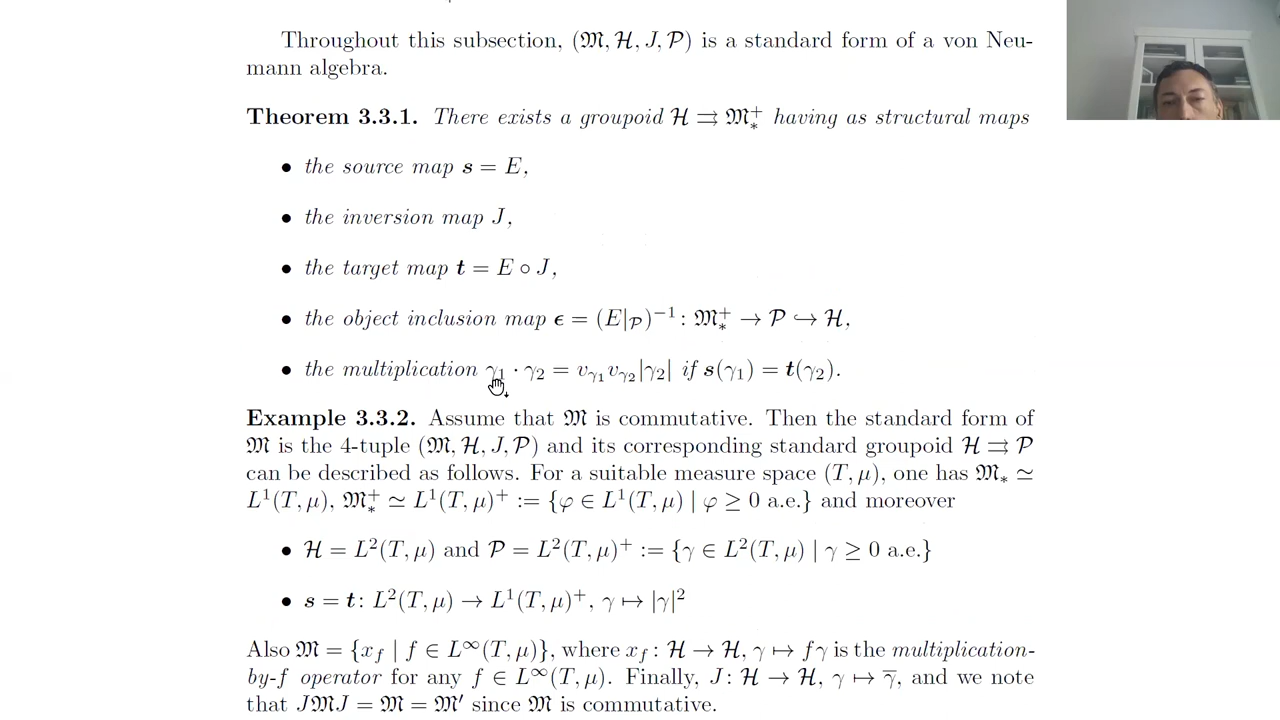 Throughout this subsection, (𝔐, ℋ, J, 𝒫) is a standard form of a von Neu-
mann algebra.
Theorem 3.3.1. There exists a groupoid ℋ ⇉ 𝔐⁺_* having as structural maps
• the source map s = E,
• the inversion map J,
• the target map t = E ∘ J,
• the object inclusion map ϵ = (E|_𝒫)⁻¹ : 𝔐⁺_* → 𝒫 ↪ ℋ,
• the multiplication γ₁ · γ₂ = v_{γ₁} v_{γ₂} |γ₂| if s(γ₁) = t(γ₂).
Example 3.3.2. Assume that 𝔐 is commutative. Then the standard form of
𝔐 is the 4-tuple (𝔐, ℋ, J, 𝒫) and its corresponding standard groupoid ℋ ⇉ 𝒫
can be described as follows. For a suitable measure space (T, μ), one has 𝔐_* ≃
L¹(T, μ), 𝔐⁺_* ≃ L¹(T, μ)⁺ := {φ ∈ L¹(T, μ) | φ ≥ 0 a.e.} and moreover
• ℋ = L²(T, μ) and 𝒫 = L²(T, μ)⁺ := {γ ∈ L²(T, μ) | γ ≥ 0 a.e.}
• s = t : L²(T, μ) → L¹(T, μ)⁺, γ ↦ |γ|²
Also 𝔐 = {x_f | f ∈ L^∞(T, μ)}, where x_f : ℋ → ℋ, γ ↦ fγ is the multiplication-
by-f operator for any f ∈ L^∞(T, μ). Finally, J : ℋ → ℋ, γ ↦ γ̅, and we note
that J𝔐J = 𝔐 = 𝔐′ since 𝔐 is commutative.